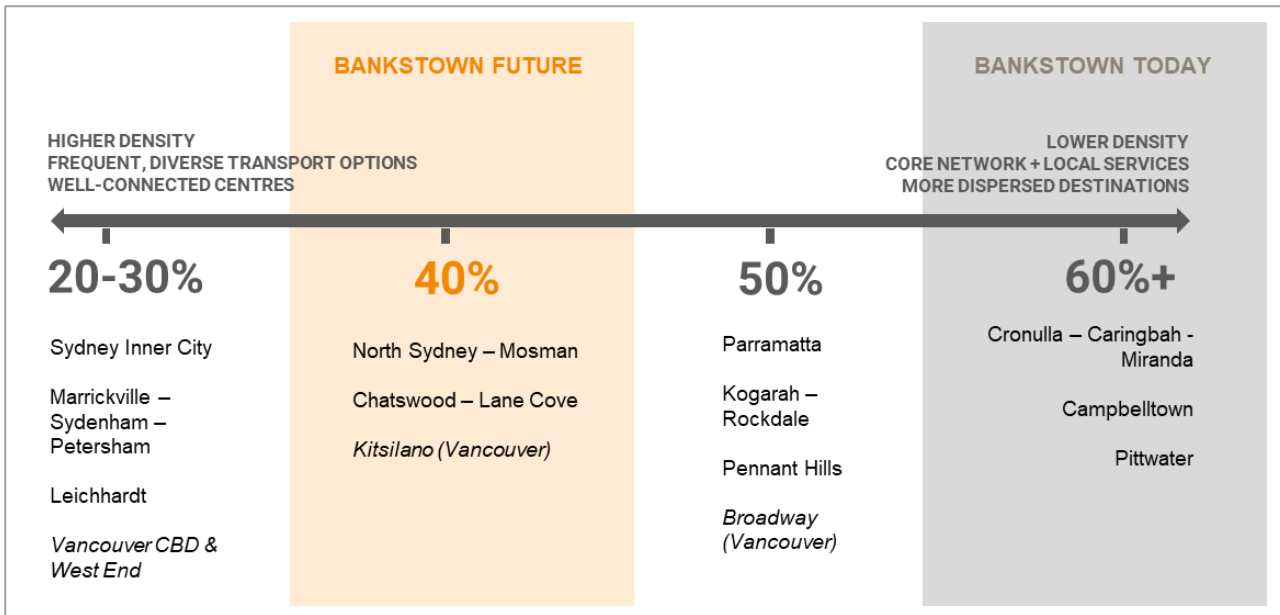 BANKSTOWN FUTURE
BANKSTOWN TODAY
HIGHER DENSITY
FREQUENT, DIVERSE TRANSPORT OPTIONS
WELL-CONNECTED CENTRES
LOWER DENSITY
CORE NETWORK + LOCAL SERVICES
MORE DISPERSED DESTINATIONS
20-30%
Sydney Inner City
Marrickville –
Sydenham –
Petersham
Leichhardt
Vancouver CBD &
West End
40%
North Sydney – Mosman
Chatswood – Lane Cove
Kitsilano (Vancouver)
50%
Parramatta
Kogarah –
Rockdale
Pennant Hills
Broadway
(Vancouver)
60%+
Cronulla – Caringbah -
Miranda
Campbelltown
Pittwater